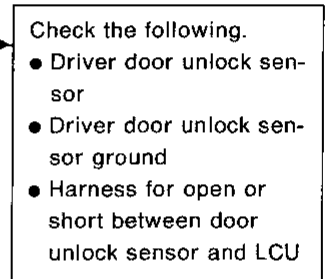 Check the following.
● Driver door unlock sen-
sor
● Driver door unlock sen-
sor ground
● Harness for open or
short between door
unlock sensor and LCU